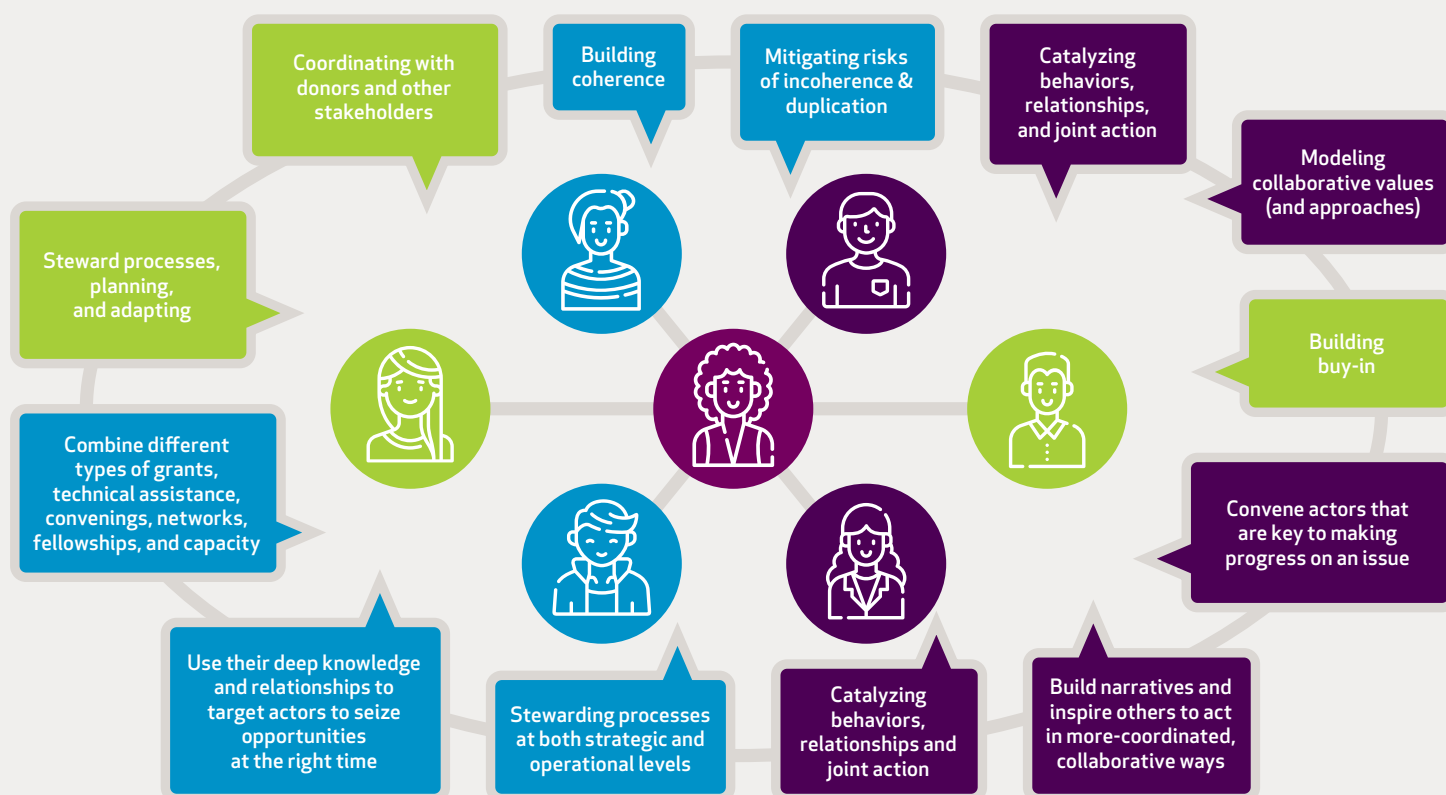 Coordinating with
donors and other
stakeholders
Building
coherence
Mitigating risks
of incoherence &
duplication
Catalyzing
behaviors,
relationships,
and joint action
Modeling
collaborative values
(and approaches)
Steward processes,
planning,
and adapting
Building
buy-in
Combine different
types of grants,
technical assistance,
convenings, networks,
fellowships, and capacity
Convene actors that
are key to making
progress on an issue
Use their deep knowledge
and relationships to
target actors to seize
opportunities
at the right time
Stewarding processes
at both strategic and
operational levels
Catalyzing
behaviors,
relationships and
joint action
Build narratives and
inspire others to act
in more-coordinated,
collaborative ways